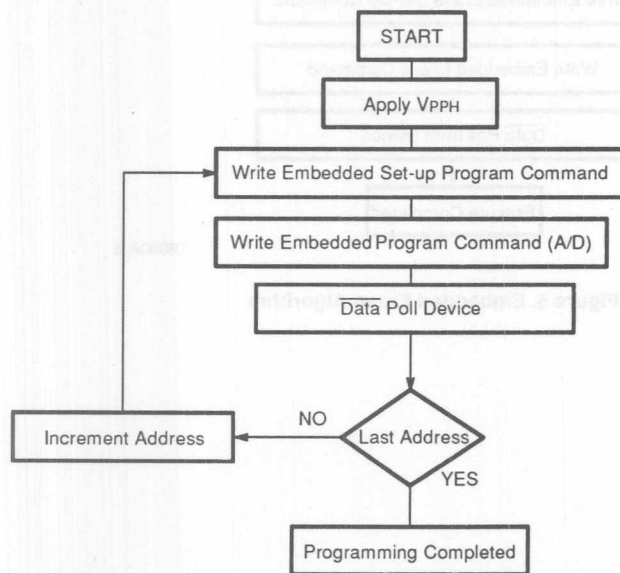 START
Apply VPPH
Write Embedded Set-up Program Command
Write Embedded Program Command (A/D)
Data Poll Device
NO
Increment Address
Last Address
YES
Programming Completed